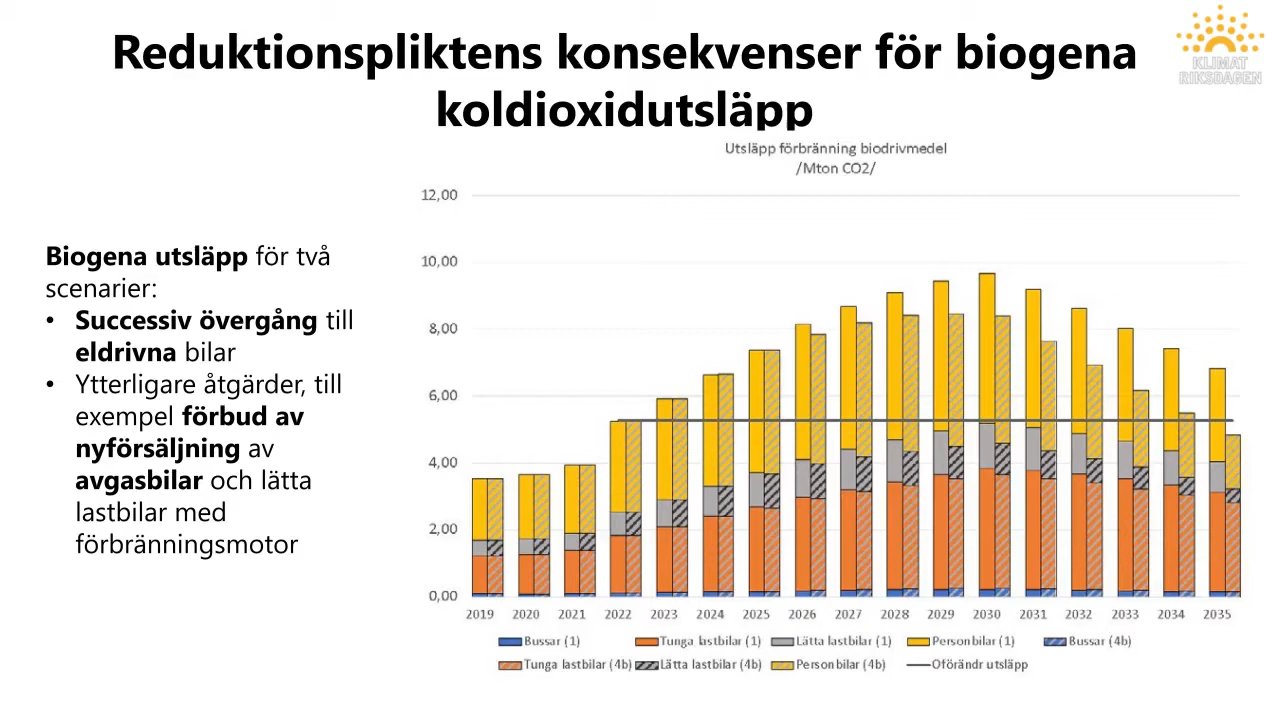 Reduktionspliktens konsekvenser för biogena
koldioxidutsläpp
KLIMAT
RIKSDAGEN
Biogena utsläpp för två
scenarier:
• Successiv övergång till
eldrivna bilar
• Ytterligare åtgärder, till
exempel förbud av
nyförsäljning av
avgasbilar och lätta
lastbilar med
förbränningsmotor
Utsläpp förbränning biodrivmedel
/Mton CO2/
12,00
10,00
8,00
6,00
4,00
2,00
0,00
2019 2020 2021 2022 2023 2024 2025 2026 2027 2028 2029 2030 2031 2032 2033 2034 2035
Bussar (1) Tunga lastbilar (1) Lätta lastbilar (1) Personbilar (1) Bussar (4b)
Tunga lastbilar (4b) Lätta lastbilar (4b) Personbilar (4b) Oförändr utsläpp